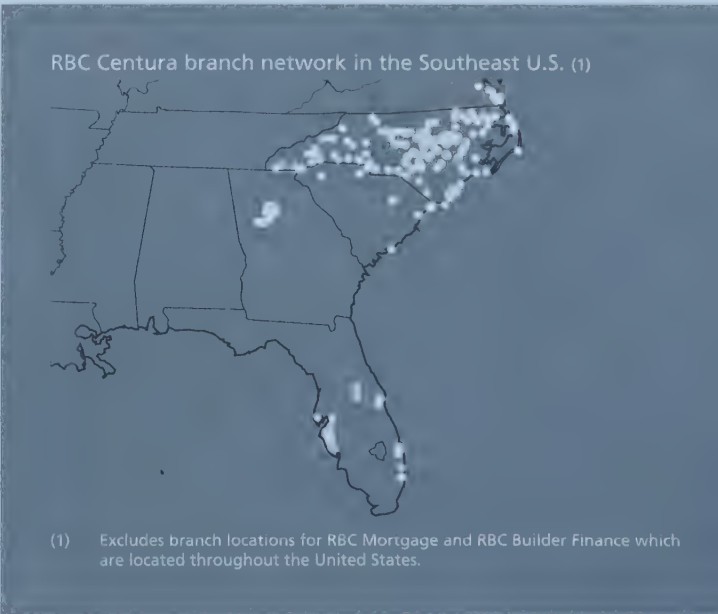 RBC Centura branch network in the Southeast U.S. (1)
(1) Excludes branch locations for RBC Mortgage and RBC Builder Finance which
are located throughout the United States.